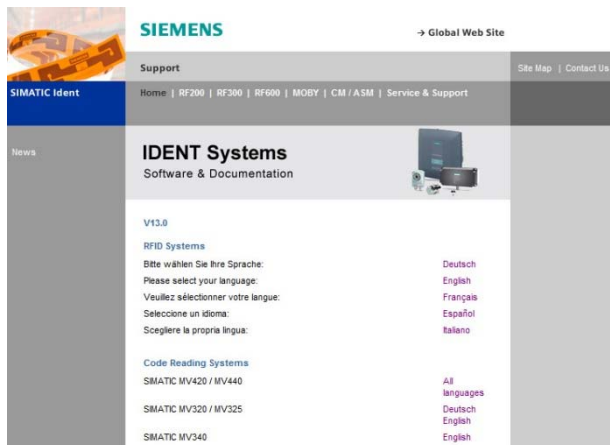 SIEMENS
→ Global Web Site
Support
Site Map | Contact Us
SIMATIC Ident
Home | RF200 | RF300 | RF600 | MOBY | CM / ASM | Service & Support
News
IDENT Systems
Software & Documentation
V13.0
RFID Systems
Bitte wählen Sie Ihre Sprache: Deutsch
Please select your language: English
Veuillez sélectionner votre langue: Français
Seleccione un idioma: Español
Scegliere la propria lingua: Italiano
Code Reading Systems
SIMATIC MV420 / MV440 All
languages
SIMATIC MV320 / MV325 Deutsch
English
SIMATIC MV340 English